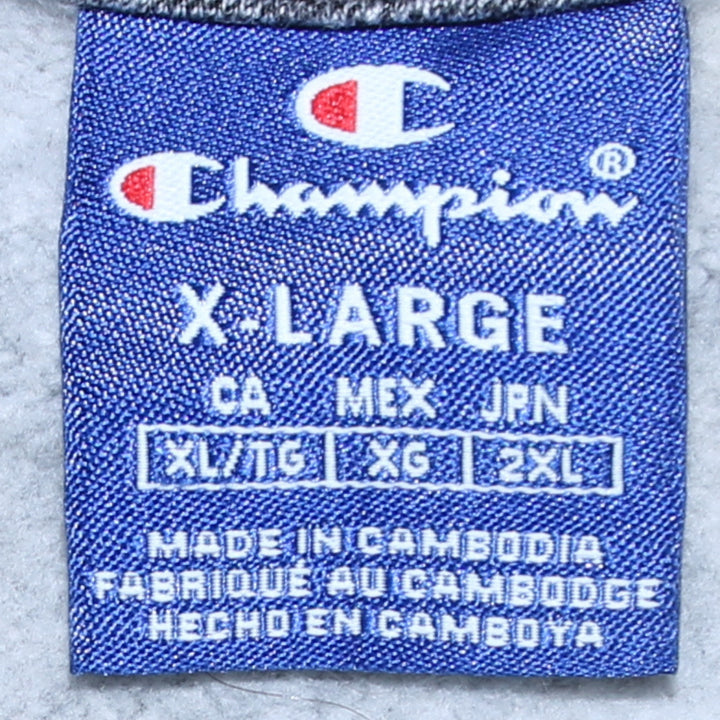 Champion®
X-LARGE
CA MEX JPN
XL/TG XG 2XL
MADE IN CAMBODIA
FABRIQUÉ AU CAMBODGE
HECHO EN CAMBOYA